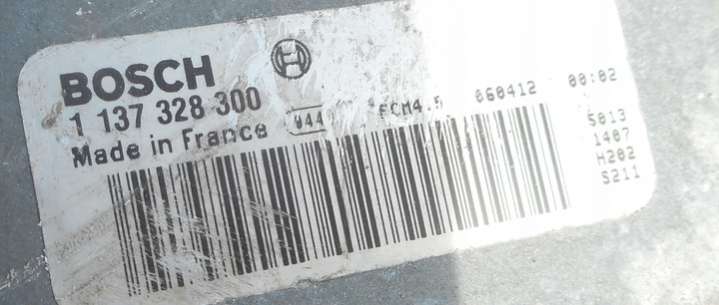 BOSCH
1 137 328 300
Made in France 044 ECM4.5 060412 00:02
5013
1407
H202
S211